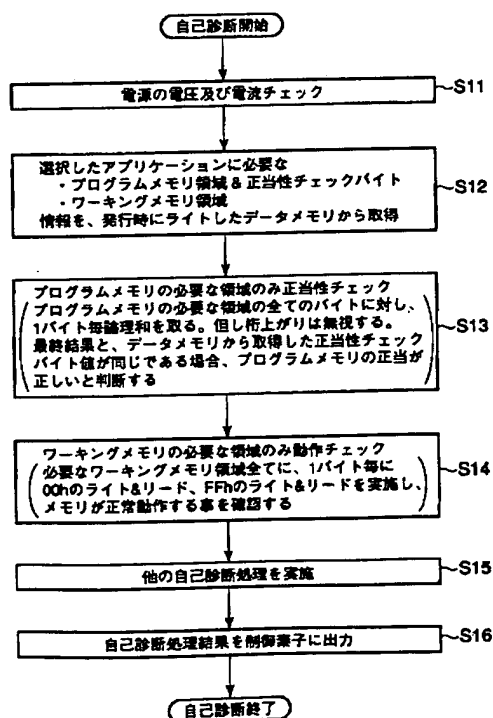 自己診断開始
電源の電圧及び電流チェック
S11
選択したアプリケーションに必要な
・プログラムメモリ領域 & 正当性チェックバイト
・ワーキングメモリ領域
情報を、発行時にライトしたデータメモリから取得
S12
プログラムメモリの必要な領域のみ正当性チェック
プログラムメモリの必要な領域の全てのバイトに対し、
1バイト毎論理和を取る。但し桁上がりは無視する。
最終結果と、データメモリから取得した正当性チェック
バイト値が同じである場合、プログラムメモリの正当が
正しいと判断する
S13
ワーキングメモリの必要な領域のみ動作チェック
必要なワーキングメモリ領域全てに、1バイト毎に
00hのライト&リード、FFhのライト&リードを実施し、
メモリが正常動作する事を確認する
S14
他の自己診断処理を実施
S15
自己診断処理結果を制御素子に出力
S16
自己診断終了